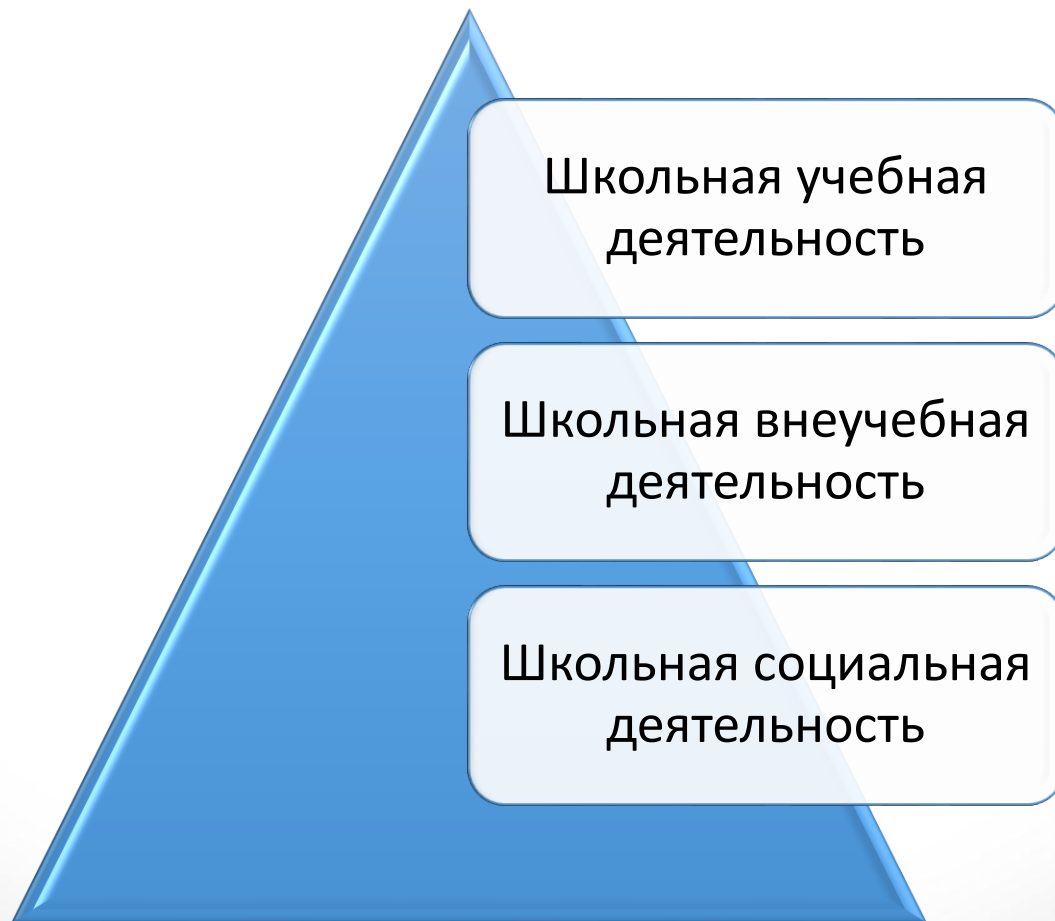 Школьная учебная
деятельность
Школьная внеучебная
деятельность
Школьная социальная
деятельность